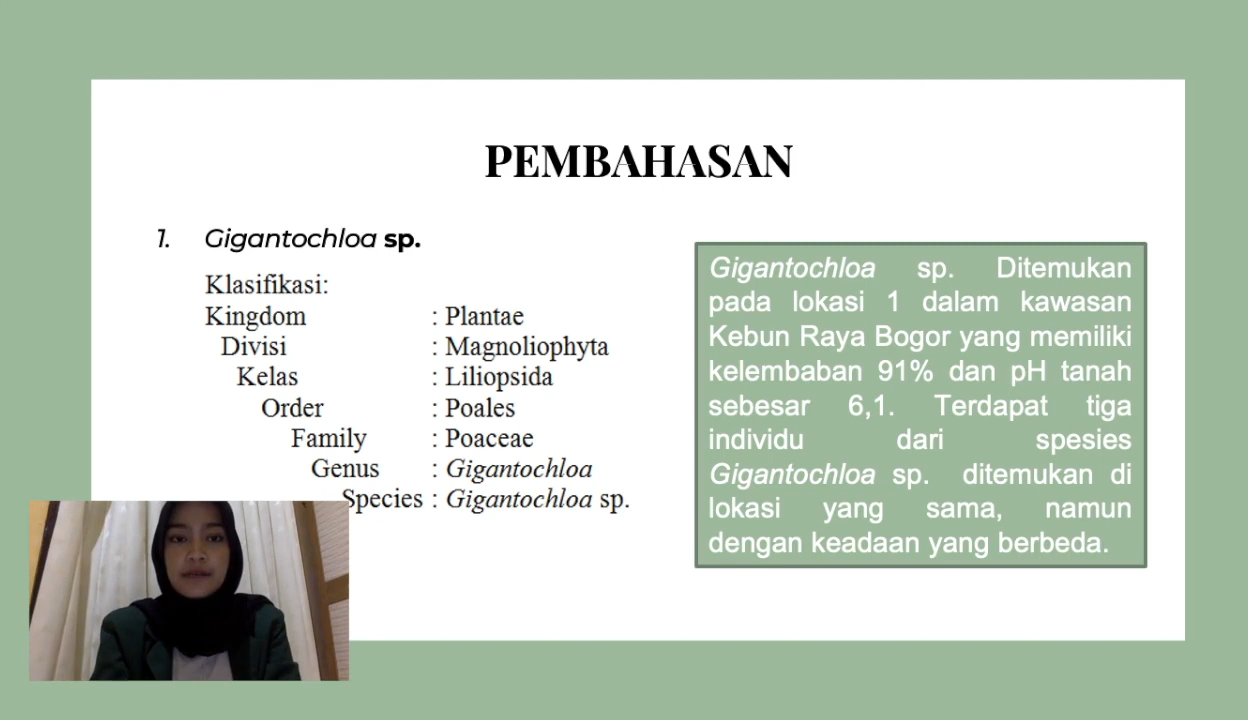 PEMBAHASAN
1. Gigantochloa sp.
Klasifikasi:
Kingdom : Plantae
Divisi : Magnoliophyta
Kelas : Liliopsida
Order : Poales
Family : Poaceae
Genus : Gigantochloa
Species : Gigantochloa sp.
Gigantochloa sp. Ditemukan
pada lokasi 1 dalam kawasan
Kebun Raya Bogor yang memiliki
kelembaban 91% dan pH tanah
sebesar 6,1. Terdapat tiga
individu dari spesies
Gigantochloa sp. ditemukan di
lokasi yang sama, namun
dengan keadaan yang berbeda.